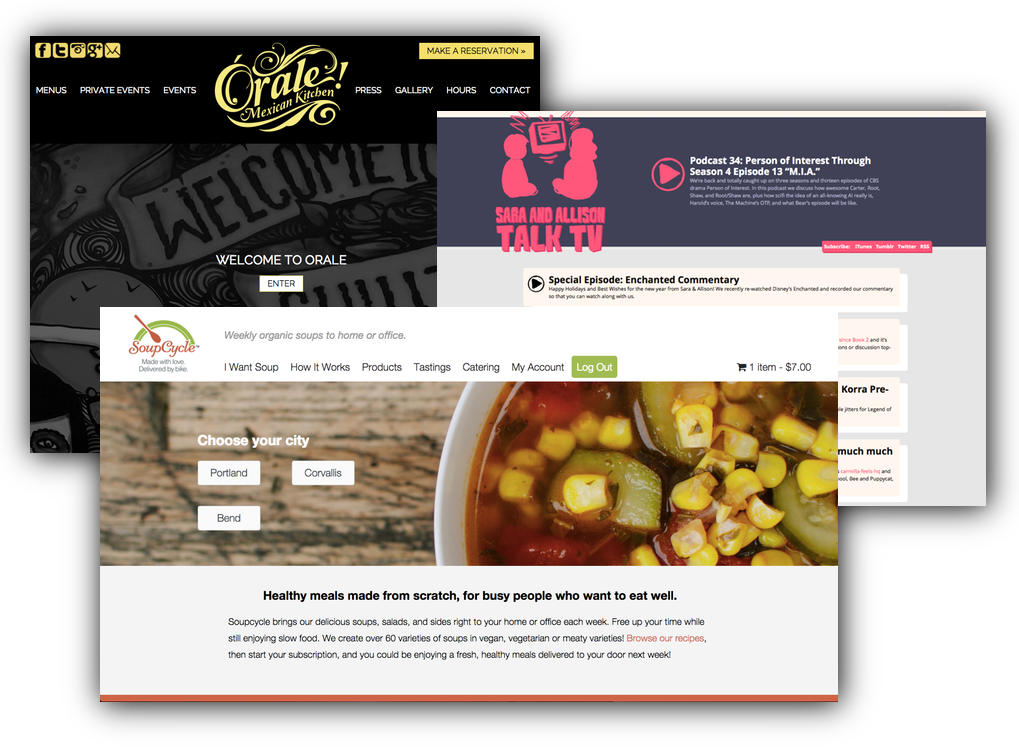 MAKE A RESERVATION »
Órale!
Mexican Kitchen
MENUS PRIVATE EVENTS EVENTS PRESS GALLERY HOURS CONTACT
WELCOME
WELCOME TO ORALE
ENTER
SARA AND ALLISON
TALK TV
Podcast 34: Person of Interest Through
Season 4 Episode 13 “M.I.A.”
We're back and totally caught up on three seasons and thirteen episodes of CBS
drama Person of Interest. In this podcast we discuss how awesome Carter, Root,
Shaw, and Root/Shaw are, plus how scifi the idea of an all-knowing AI really is,
Harold's voice, The Machine's OTP, and what Bear's episode will be like.
Subscribe: iTunes Tumblr Twitter RSS
Special Episode: Enchanted Commentary
Happy Holidays and Best Wishes for the new year from Sara & Allison! We recently re-watched Disney's Enchanted and recorded our commentary
so that you can watch along with us.
since Book 2 and it's
ons or discussion top-
Korra Pre-
le jitters for Legend of
much much
carmilla-feels-hq and
ool, Bee and Puppycat,
SoupCycle™
Made with love.
Delivered by bike.
Weekly organic soups to home or office.
I Want Soup How It Works Products Tastings Catering My Account Log Out 1 item - $7.00
Choose your city
Portland Corvallis
Bend
Healthy meals made from scratch, for busy people who want to eat well.
Soupcycle brings our delicious soups, salads, and sides right to your home or office each week. Free up your time while
still enjoying slow food. We create over 60 varieties of soups in vegan, vegetarian or meaty varieties! Browse our recipes,
then start your subscription, and you could be enjoying a fresh, healthy meals delivered to your door next week!